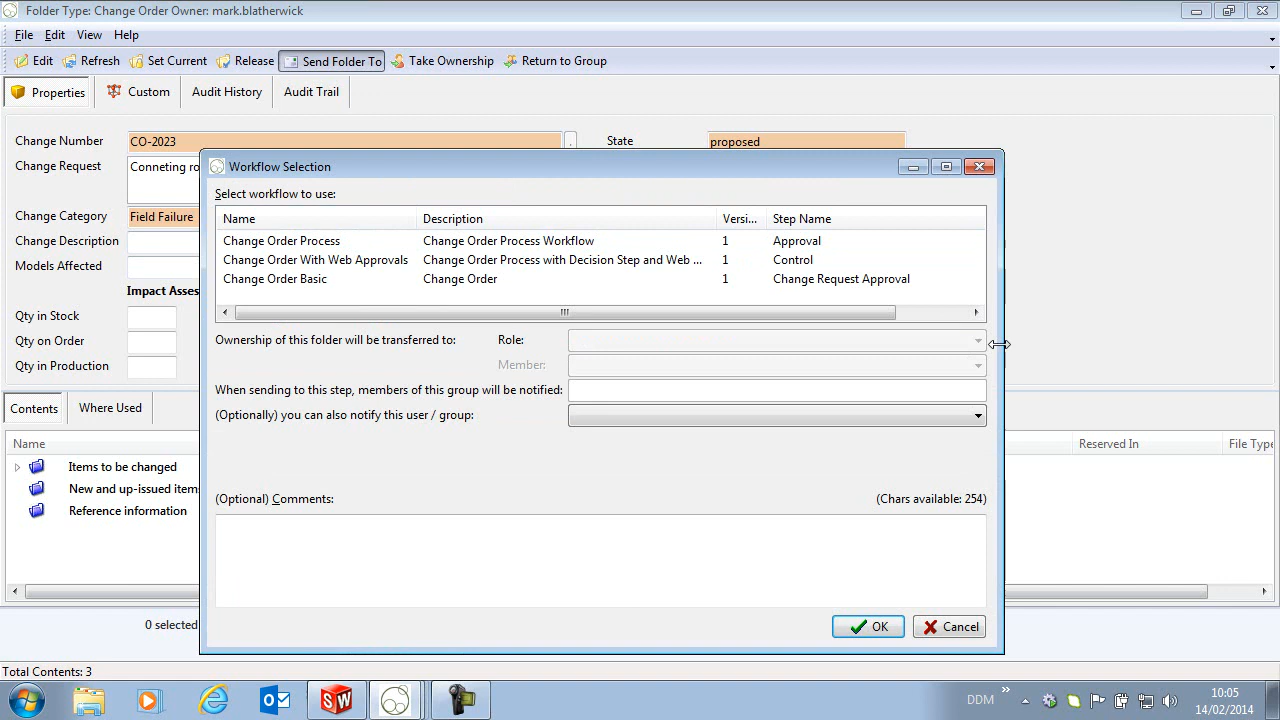 Folder Type: Change Order Owner: mark.blatherwick
File Edit View Help
Edit Refresh Set Current Release Send Folder To Take Ownership Return to Group
Properties Custom Audit History Audit Trail
Change Number CO-2023 . State proposed
Change Request Conneting ro
Change Category Field Failure
Change Description
Models Affected
Impact Asses
Qty in Stock
Qty on Order
Qty in Production
Workflow Selection
Select workflow to use:
Name Description Versi... Step Name
Change Order Process Change Order Process Workflow 1 Approval
Change Order With Web Approvals Change Order Process with Decision Step and Web ... 1 Control
Change Order Basic Change Order 1 Change Request Approval
Ownership of this folder will be transferred to: Role:
Member:
When sending to this step, members of this group will be notified:
(Optionally) you can also notify this user / group:
(Optional) Comments: (Chars available: 254)
OK Cancel
Contents Where Used
Name Reserved In File Type
Items to be changed
New and up-issued item
Reference information
0 selected
Total Contents: 3
SW
DDM »
10:05
14/02/2014